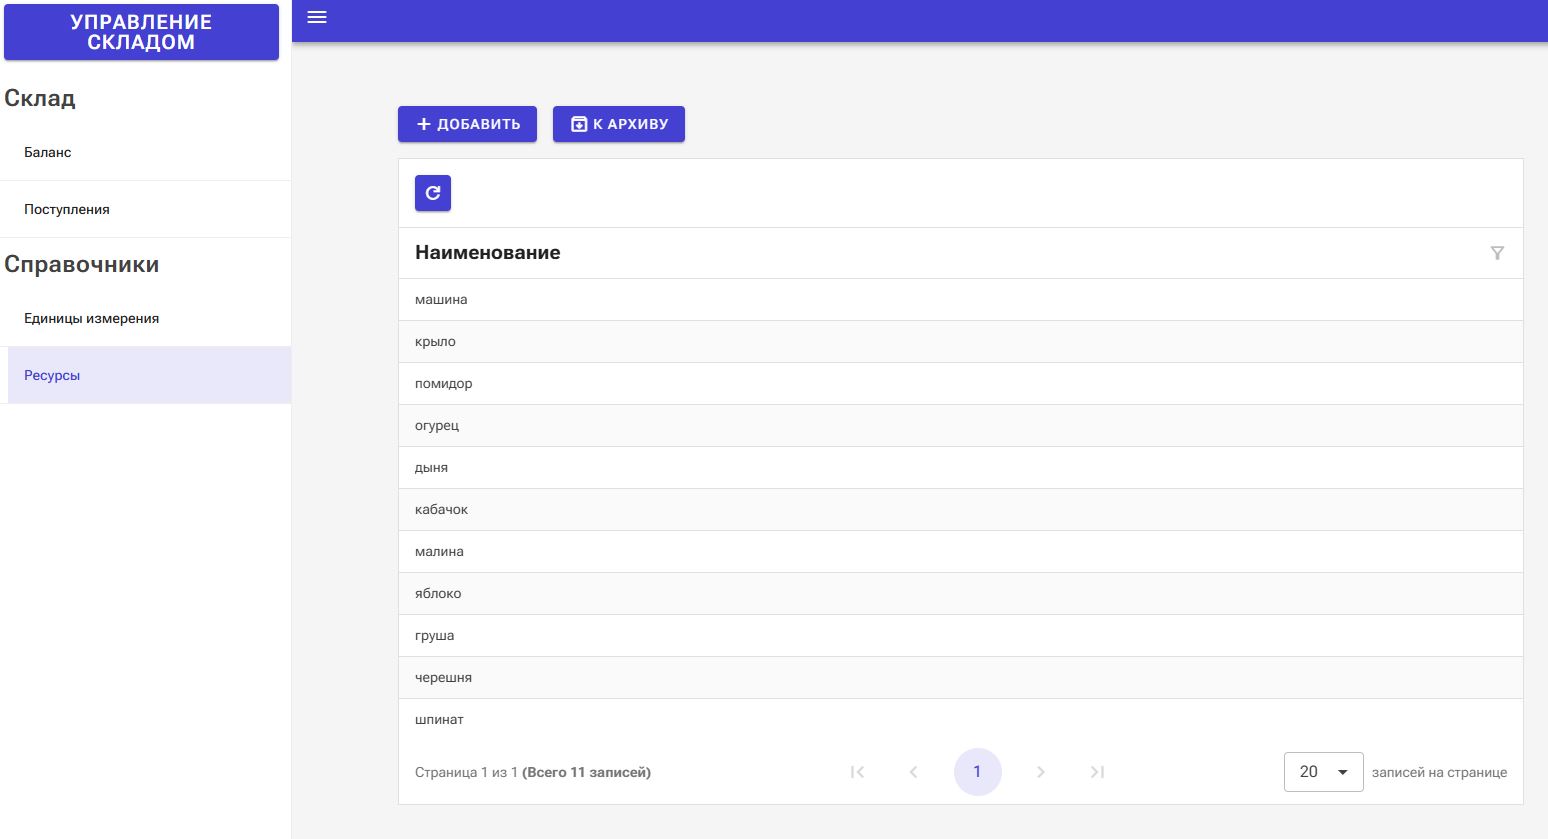 УПРАВЛЕНИЕ
СКЛАДОМ
Склад
Баланс
Поступления
Справочники
Единицы измерения
Ресурсы
ДОБАВИТЬ
К АРХИВУ
Наименование
машина
крыло
помидор
огурец
дыня
кабачок
малина
яблоко
груша
черешня
шпинат
Страница 1 из 1 (Всего 11 записей)
1
20
записей на странице